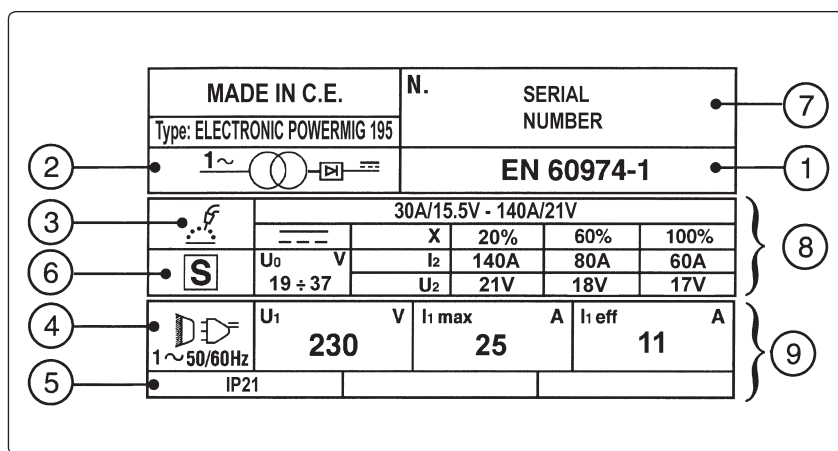 MADE IN C.E.
N. SERIAL NUMBER
Type: ELECTRONIC POWERMIG 195
7
2
1~
EN 60974-1
1
3
30A/15.5V - 140A/21V
X 20% 60% 100%
8
6
S
U0 V
I2 140A 80A 60A
19 ÷ 37
U2 21V 18V 17V
4
U1 V
I1 max A
I1 eff A
230
25
11
1~50/60Hz
9
5
IP21